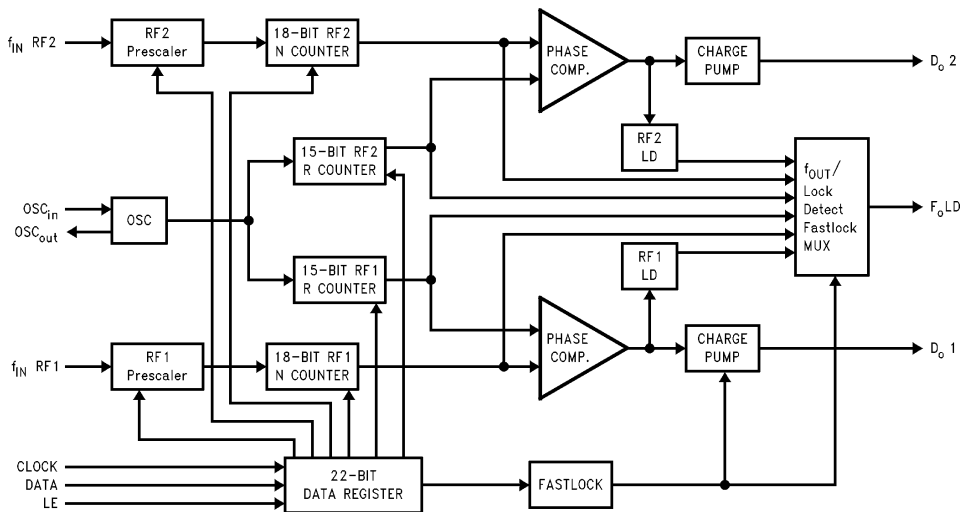 f_IN RF2
RF2
Prescaler
18-BIT RF2
N COUNTER
PHASE
COMP.
CHARGE
PUMP
D_o 2
RF2
LD
15-BIT RF2
R COUNTER
OSC_in
OSC_out
OSC
f_OUT/
Lock
Detect
Fastlock
MUX
F_oLD
15-BIT RF1
R COUNTER
RF1
LD
f_IN RF1
RF1
Prescaler
18-BIT RF1
N COUNTER
PHASE
COMP.
CHARGE
PUMP
D_o 1
CLOCK
DATA
LE
22-BIT
DATA REGISTER
FASTLOCK